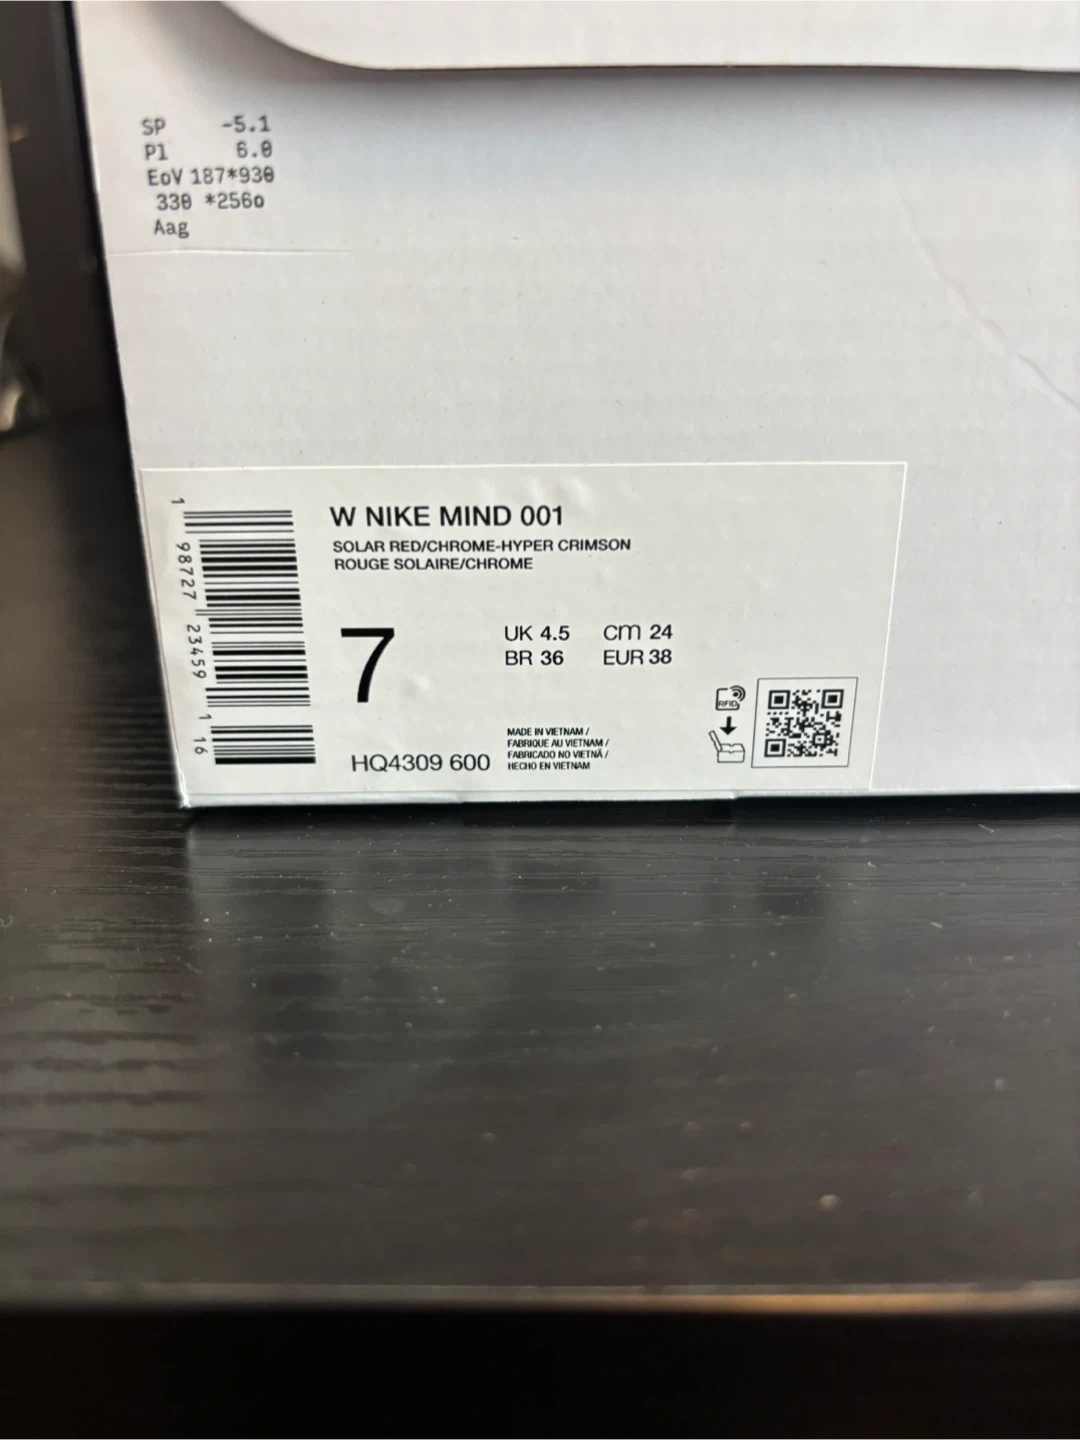 SP -5.1
Pl 6.0
EoV 187*930
330 *256o
Aag
W NIKE MIND 001
SOLAR RED/CHROME-HYPER CRIMSON
ROUGE SOLAIRE/CHROME
7
UK 4.5 cm 24
BR 36 EUR 38
HQ4309 600
MADE IN VIETNAM /
FABRIQUE AU VIETNAM /
FABRICADO NO VIETNÃ /
HECHO EN VIETNAM
RFID
1 98727 23459 1 16